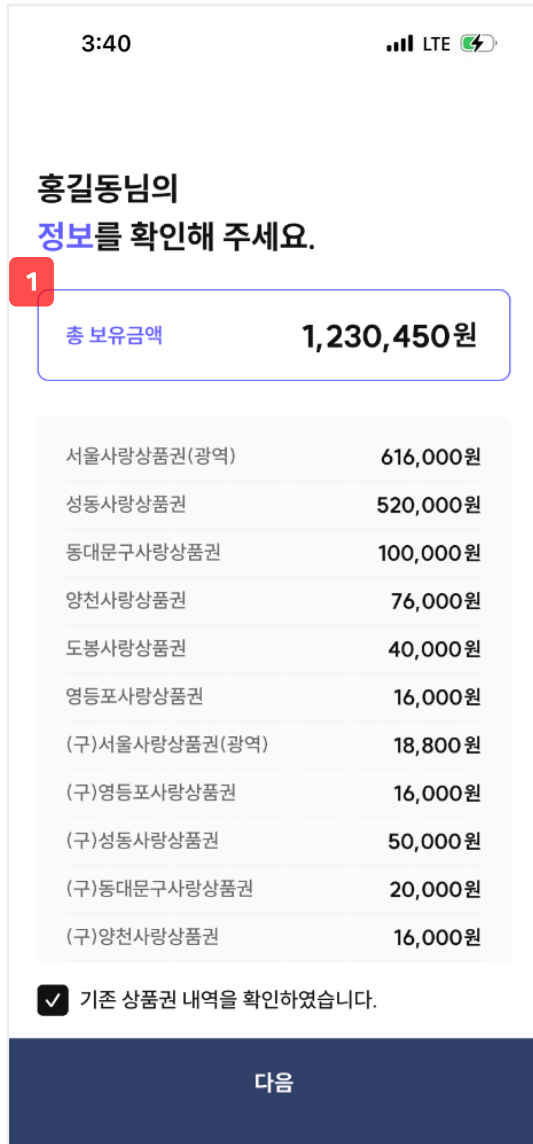 3:40 LTE
홍길동님의
정보를 확인해 주세요.
1
총 보유금액 1,230,450원
서울사랑상품권(광역) 616,000원
성동사랑상품권 520,000원
동대문구사랑상품권 100,000원
양천사랑상품권 76,000원
도봉사랑상품권 40,000원
영등포사랑상품권 16,000원
(구)서울사랑상품권(광역) 18,800원
(구)영등포사랑상품권 16,000원
(구)성동사랑상품권 50,000원
(구)동대문구사랑상품권 20,000원
(구)양천사랑상품권 16,000원
기존 상품권 내역을 확인하였습니다.
다음